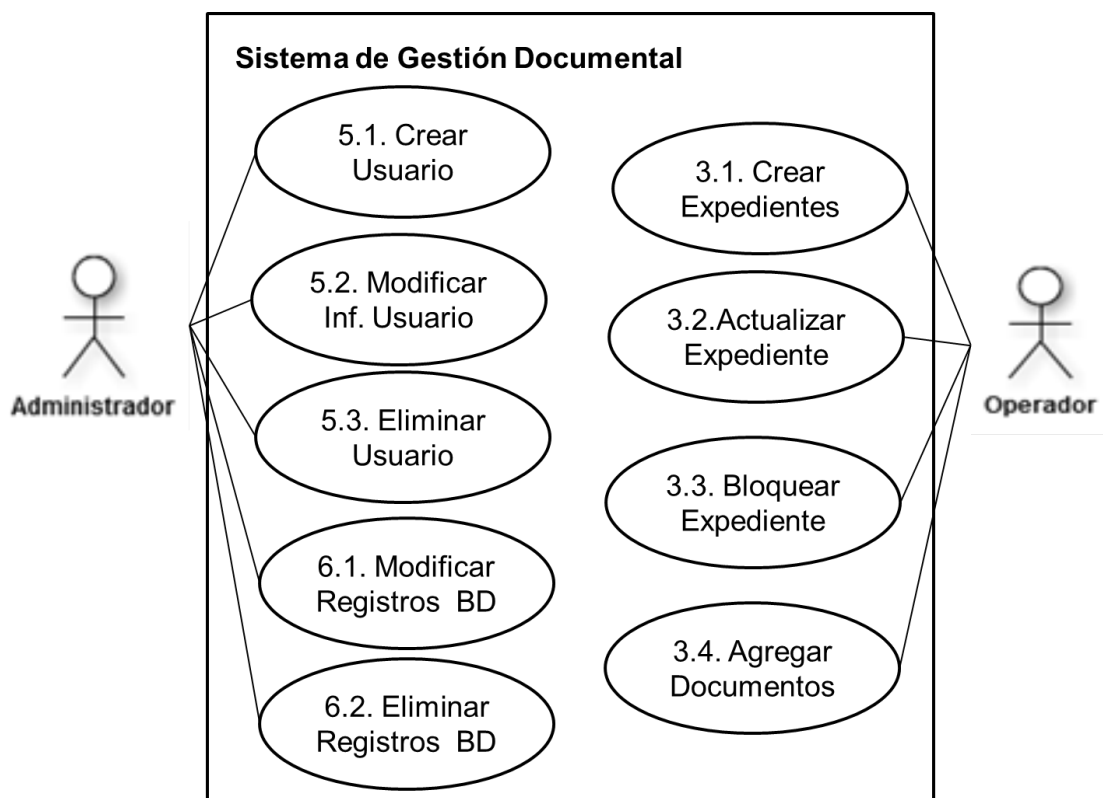 Sistema de Gestión Documental
5.1. Crear
Usuario
5.2. Modificar
Inf. Usuario
5.3. Eliminar
Usuario
6.1. Modificar
Registros BD
6.2. Eliminar
Registros BD
3.1. Crear
Expedientes
3.2.Actualizar
Expediente
3.3. Bloquear
Expediente
3.4. Agregar
Documentos
Administrador
Operador